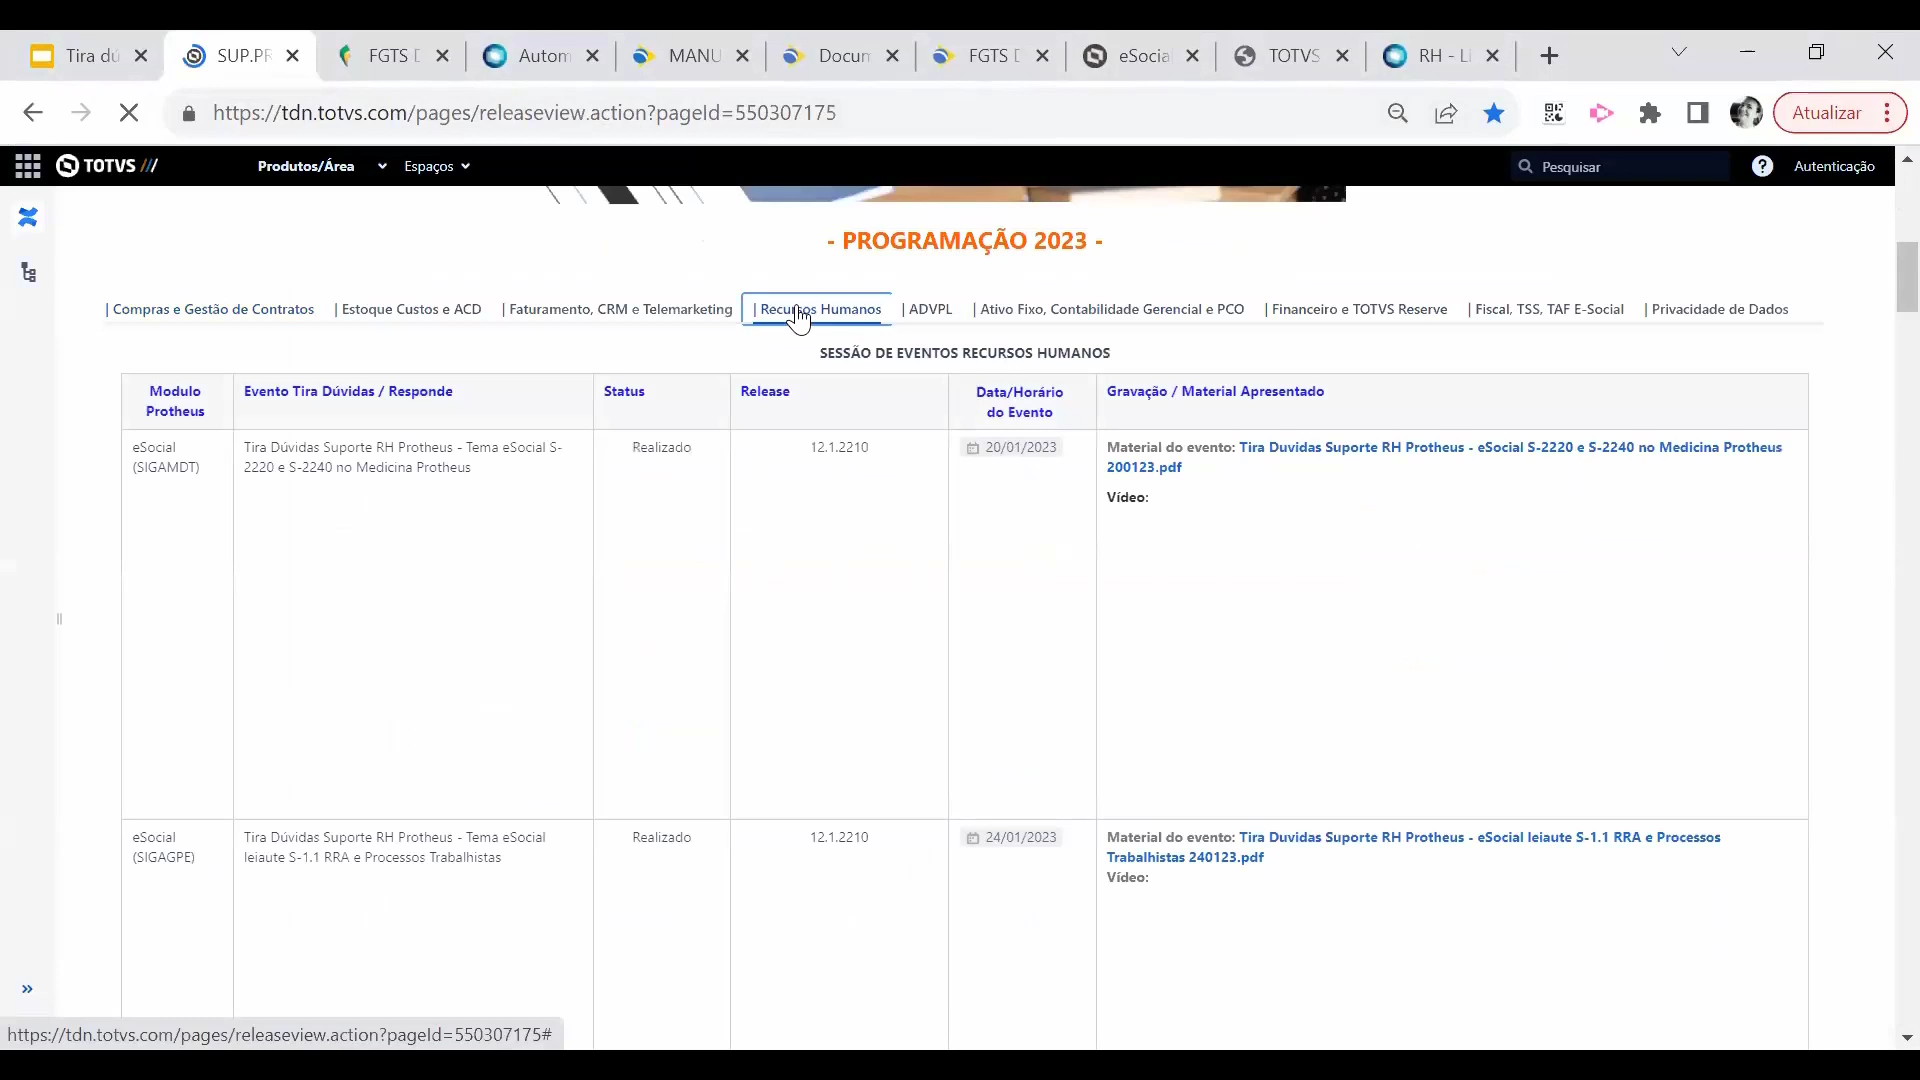 Tira dú
SUP.PR
FGTS D
Autom
MANU
Docum
FGTS D
eSocia
TOTVS
RH - LI
https://tdn.totvs.com/pages/releaseview.action?pageId=550307175
Atualizar
TOTVS
Produtos/Área
Espaços
Pesquisar
Autenticação
- PROGRAMAÇÃO 2023 -
| Compras e Gestão de Contratos | Estoque Custos e ACD | Faturamento, CRM e Telemarketing | Recursos Humanos | ADVPL | Ativo Fixo, Contabilidade Gerencial e PCO | Financeiro e TOTVS Reserve | Fiscal, TSS, TAF E-Social | Privacidade de Dados
SESSÃO DE EVENTOS RECURSOS HUMANOS
Modulo
Protheus
Evento Tira Dúvidas / Responde
Status
Release
Data/Horário
do Evento
Gravação / Material Apresentado
eSocial
(SIGAMDT)
Tira Dúvidas Suporte RH Protheus - Tema eSocial S-
2220 e S-2240 no Medicina Protheus
Realizado
12.1.2210
20/01/2023
Material do evento: Tira Duvidas Suporte RH Protheus - eSocial S-2220 e S-2240 no Medicina Protheus
200123.pdf
Vídeo:
eSocial
(SIGAGPE)
Tira Dúvidas Suporte RH Protheus - Tema eSocial
leiaute S-1.1 RRA e Processos Trabalhistas
Realizado
12.1.2210
24/01/2023
Material do evento: Tira Duvidas Suporte RH Protheus - eSocial leiaute S-1.1 RRA e Processos
Trabalhistas 240123.pdf
Vídeo:
https://tdn.totvs.com/pages/releaseview.action?pageId=550307175#